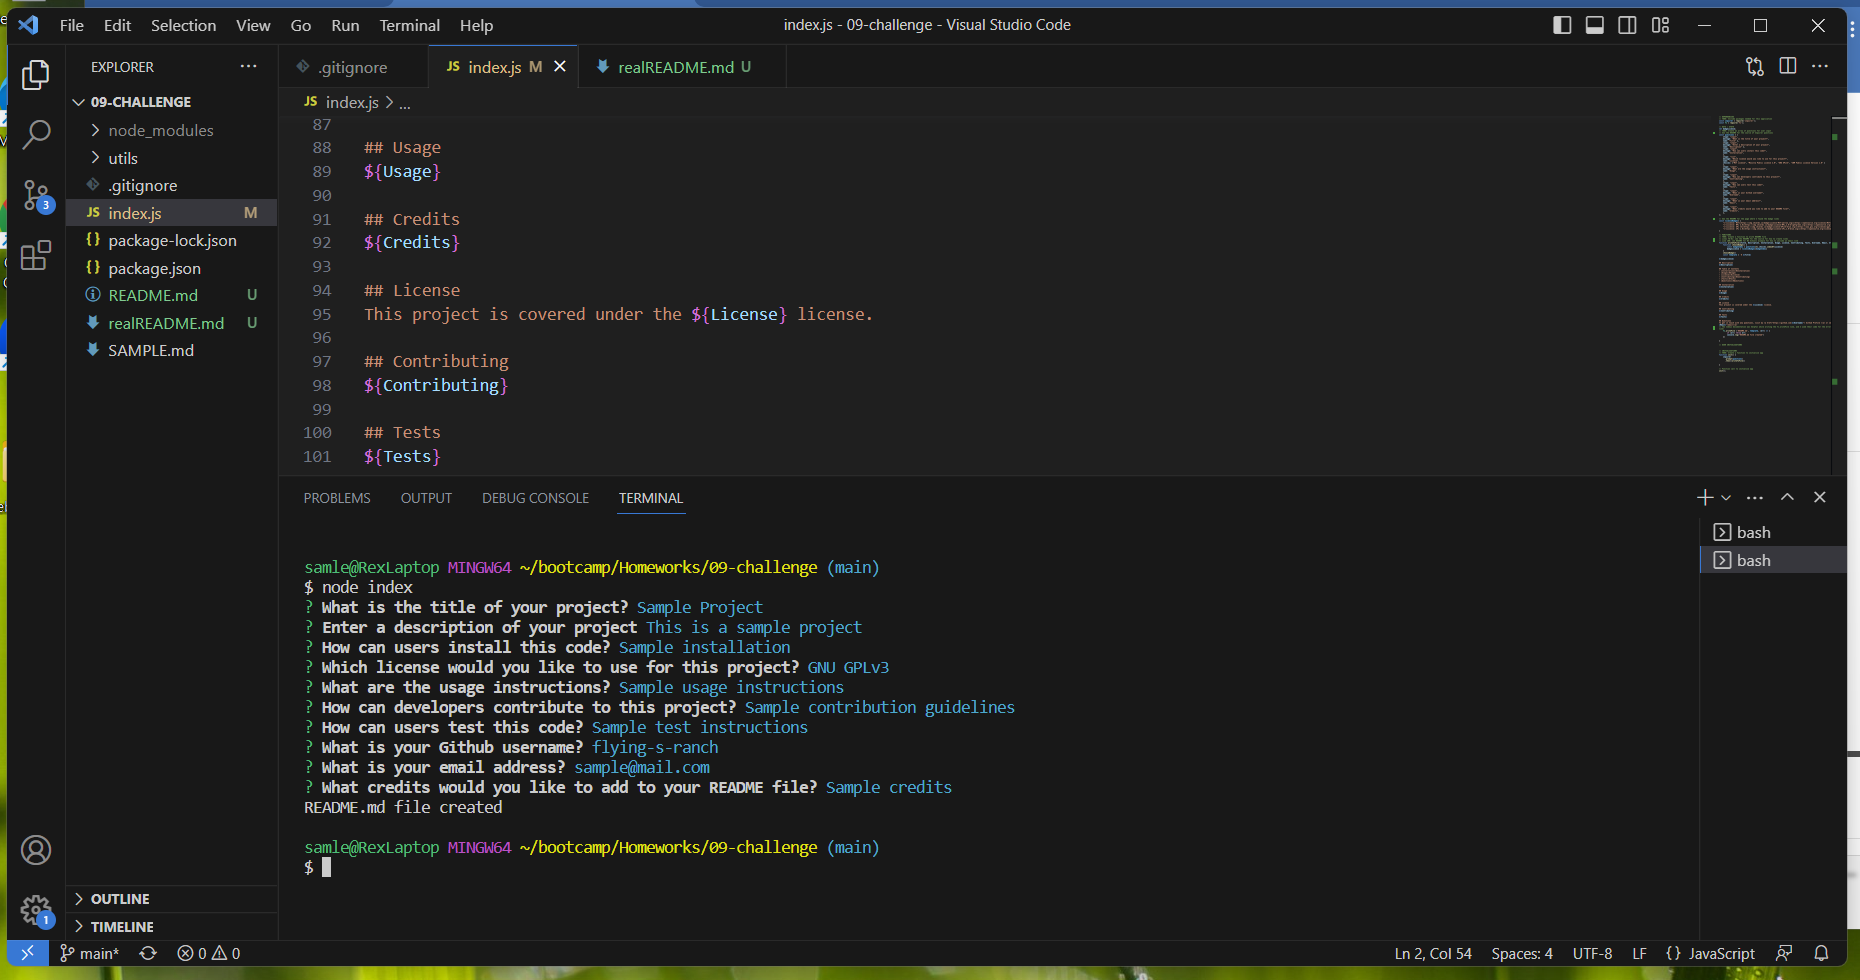 File Edit Selection View Go Run Terminal Help
index.js - 09-challenge - Visual Studio Code
EXPLORER
09-CHALLENGE
node_modules
utils
.gitignore
JS index.js M
{} package-lock.json
{} package.json
README.md U
realREADME.md U
SAMPLE.md
OUTLINE
TIMELINE
3
1
.gitignore
JS index.js M
realREADME.md U
JS index.js > ...
87
88 ## Usage
89 ${Usage}
90
91 ## Credits
92 ${Credits}
93
94 ## License
95 This project is covered under the ${License} license.
96
97 ## Contributing
98 ${Contributing}
99
100 ## Tests
101 ${Tests}
PROBLEMS OUTPUT DEBUG CONSOLE TERMINAL
bash
bash
samle@RexLaptop MINGW64 ~/bootcamp/Homeworks/09-challenge (main)
$ node index
? What is the title of your project? Sample Project
? Enter a description of your project This is a sample project
? How can users install this code? Sample installation
? Which license would you like to use for this project? GNU GPLv3
? What are the usage instructions? Sample usage instructions
? How can developers contribute to this project? Sample contribution guidelines
? How can users test this code? Sample test instructions
? What is your Github username? flying-s-ranch
? What is your email address? sample@mail.com
? What credits would you like to add to your README file? Sample credits
README.md file created
samle@RexLaptop MINGW64 ~/bootcamp/Homeworks/09-challenge (main)
$
main* 0 0
Ln 2, Col 54 Spaces: 4 UTF-8 LF {} JavaScript